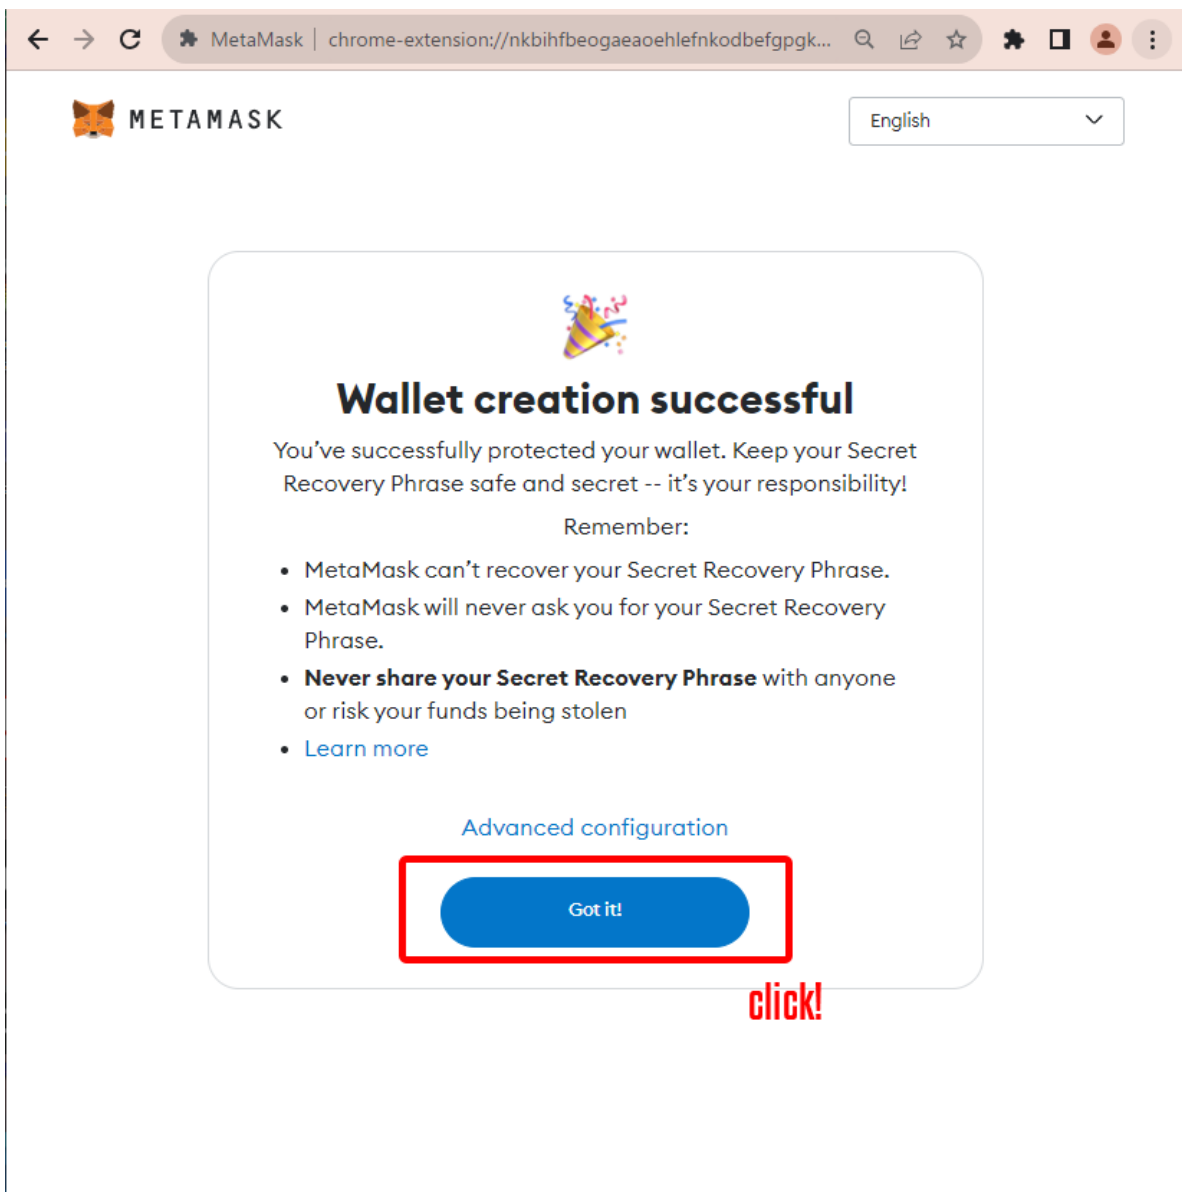 MetaMask | chrome-extension://nkbihfbeogaeaoehlefnkodbefgpgk...
METAMASK
English
Wallet creation successful
You’ve successfully protected your wallet. Keep your Secret
Recovery Phrase safe and secret -- it’s your responsibility!
Remember:
• MetaMask can’t recover your Secret Recovery Phrase.
• MetaMask will never ask you for your Secret Recovery
Phrase.
• Never share your Secret Recovery Phrase with anyone
or risk your funds being stolen
• Learn more
Advanced configuration
Got it!
click!